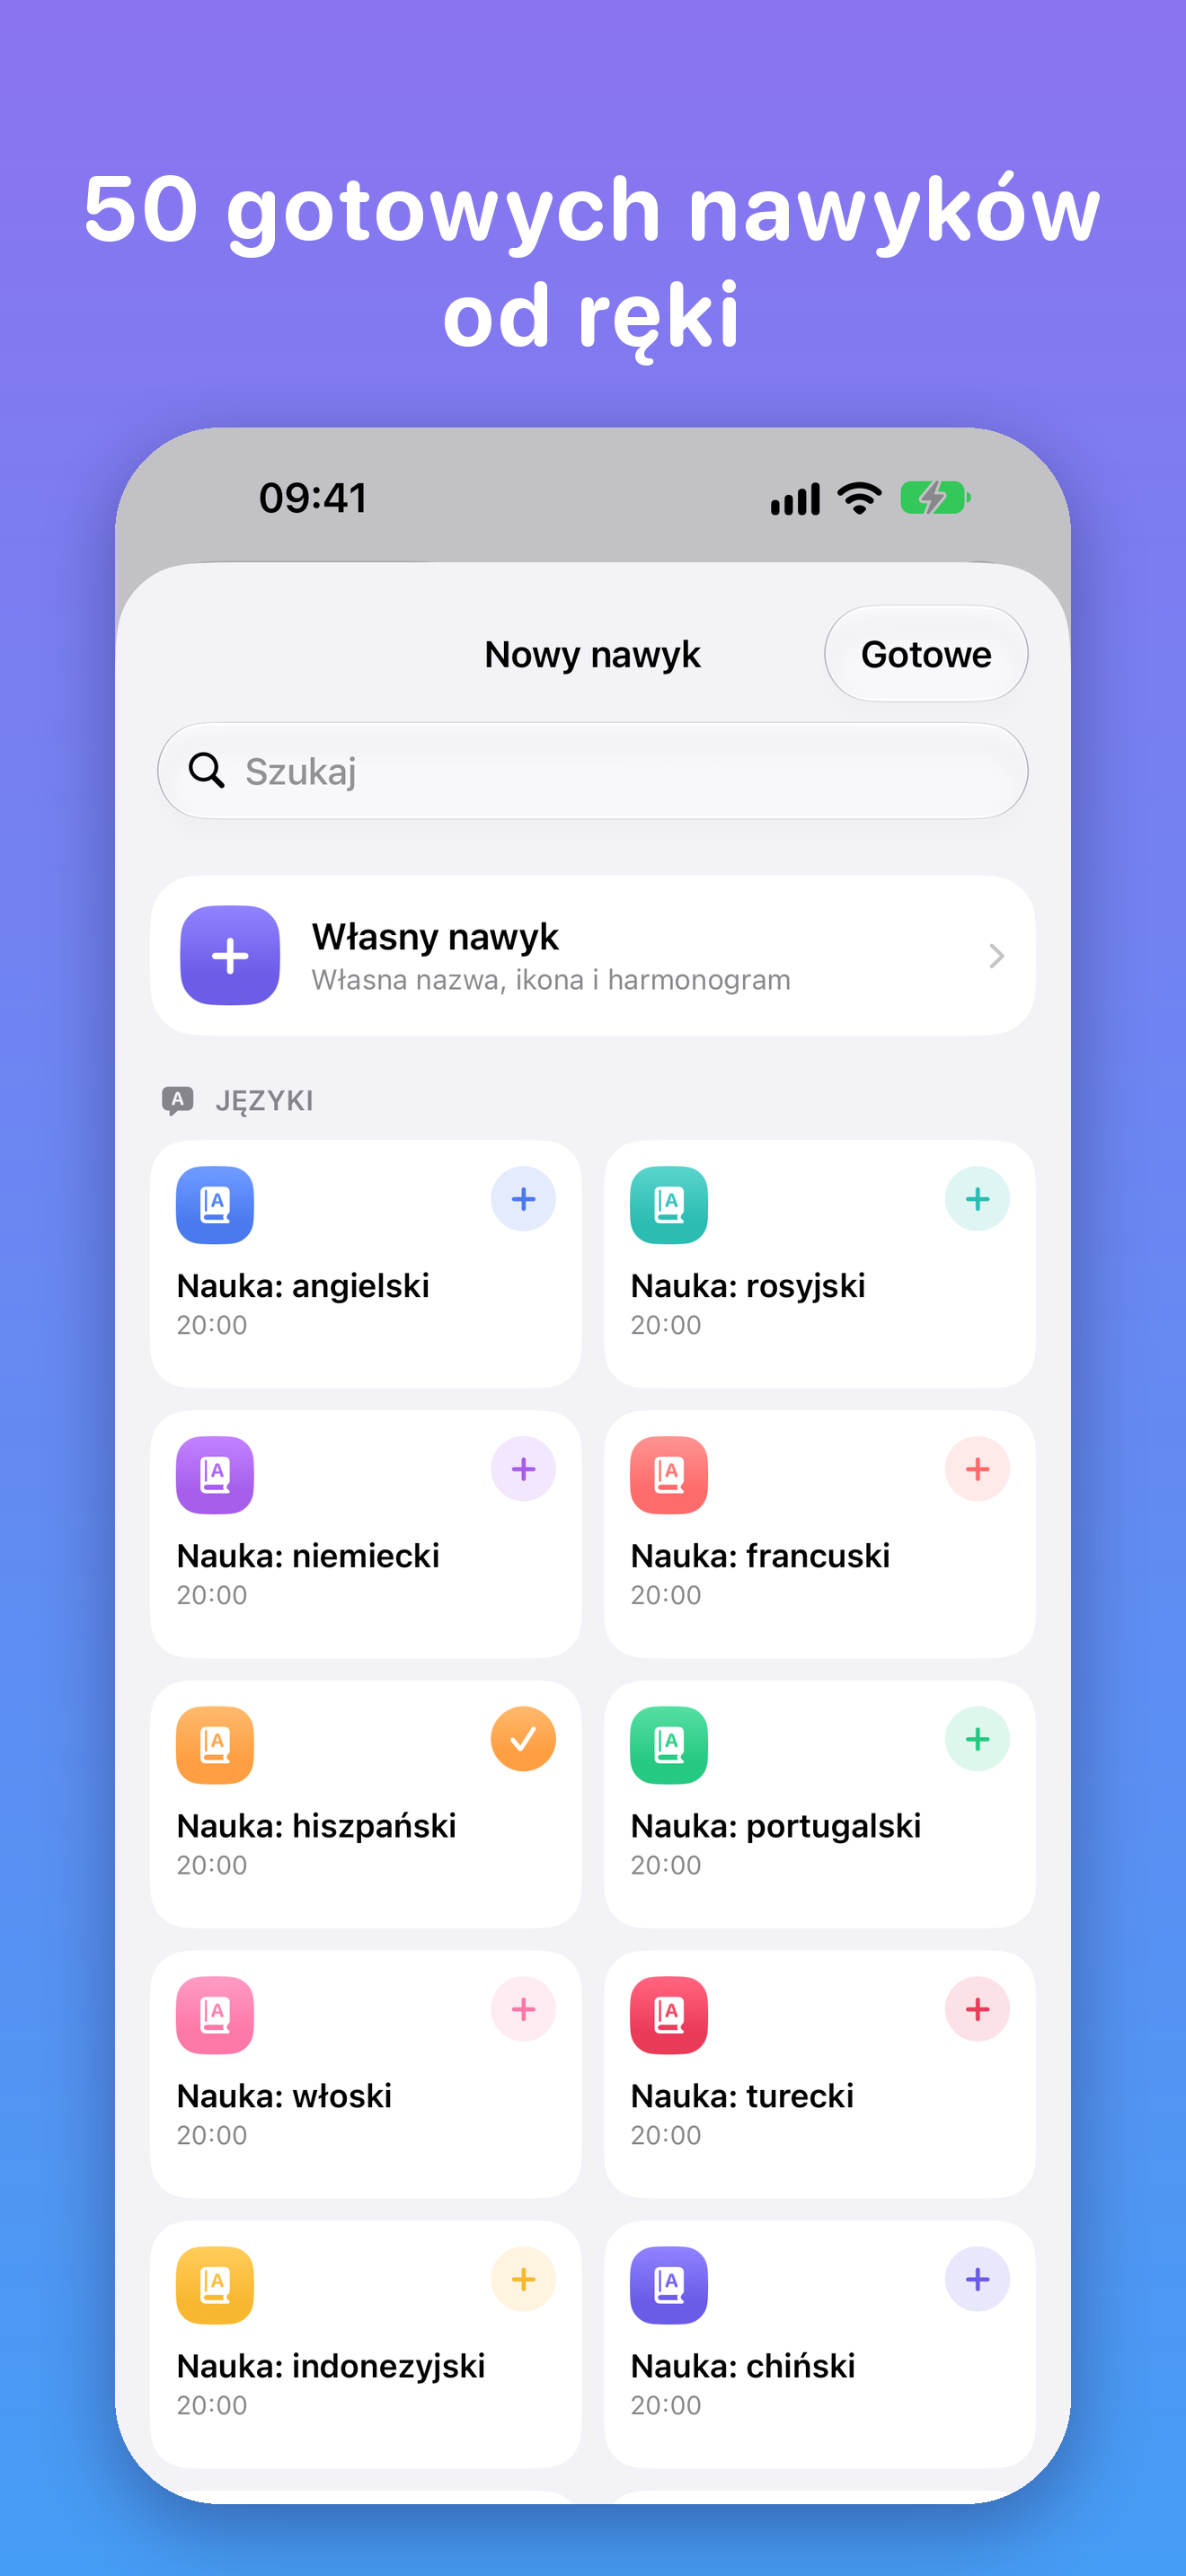 50 gotowych nawyków
od ręki
09:41
Nowy nawyk
Gotowe
Szukaj
Własny nawyk
Własna nazwa, ikona i harmonogram
JĘZYKI
Nauka: angielski
20:00
Nauka: rosyjski
20:00
Nauka: niemiecki
20:00
Nauka: francuski
20:00
Nauka: hiszpański
20:00
Nauka: portugalski
20:00
Nauka: włoski
20:00
Nauka: turecki
20:00
Nauka: indonezyjski
20:00
Nauka: chiński
20:00